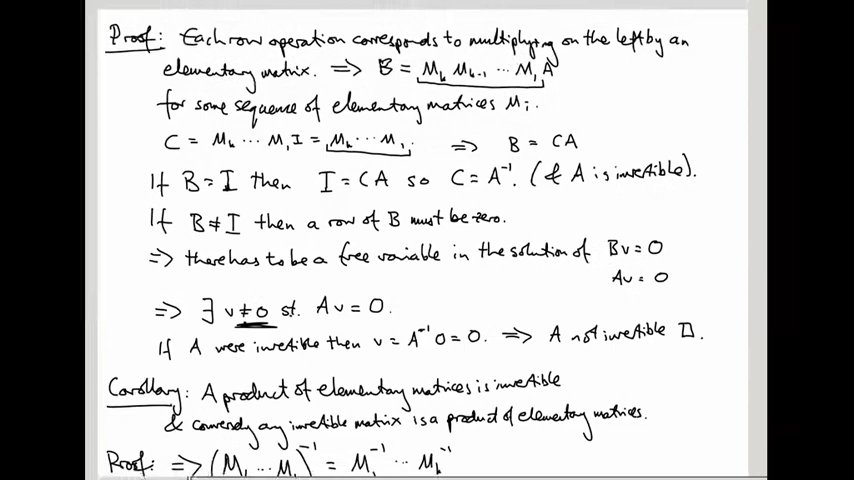 Proof: Each row operation corresponds to multiplying on the left by an
elementary matrix. ⟹ B = M_k M_{k-1} ⋯ M_1 A
for some sequence of elementary matrices M_i.
C = M_k ⋯ M_1 I = M_k ⋯ M_1. ⟹ B = CA
If B = I then I = CA so C = A^{-1}. (& A is invertible).
If B ≠ I then a row of B must be zero.
⟹ there has to be a free variable in the solution of Bv = 0
Av = 0
⟹ ∃ v ≠ 0 st. Av = 0.
If A were invertible then v = A^{-1} 0 = 0. ⟹ A not invertible □.
Corollary: A product of elementary matrices is invertible
& conversely any invertible matrix is a product of elementary matrices.
Proof: ⟹ (M_k ⋯ M_1)^{-1} = M_1^{-1} ⋯ M_k^{-1}